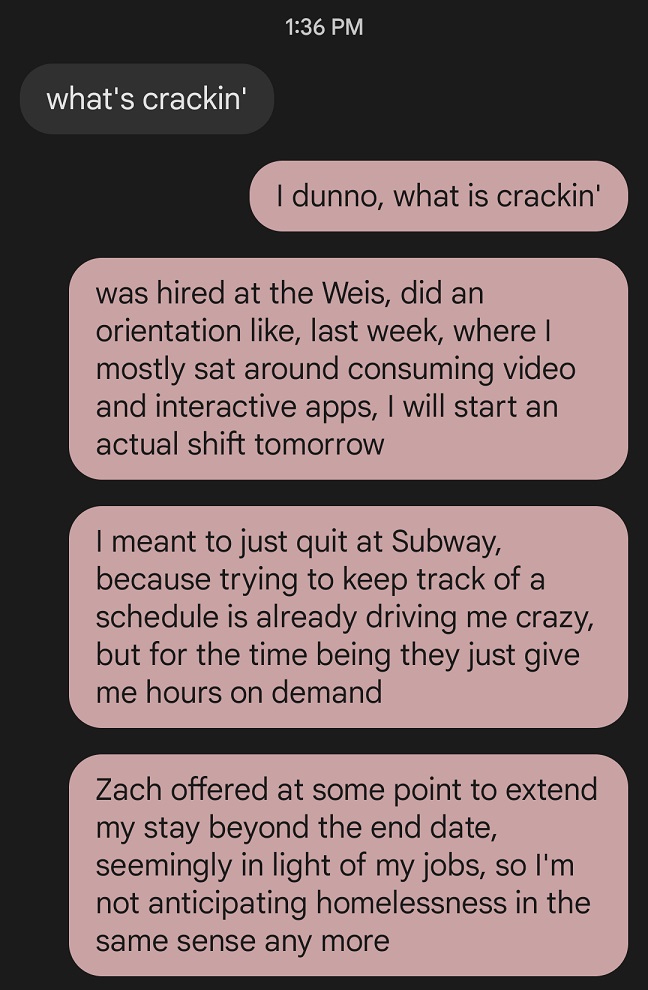 1:36 PM
what's crackin'
I dunno, what is crackin'
was hired at the Weis, did an
orientation like, last week, where I
mostly sat around consuming video
and interactive apps, I will start an
actual shift tomorrow
I meant to just quit at Subway,
because trying to keep track of a
schedule is already driving me crazy,
but for the time being they just give
me hours on demand
Zach offered at some point to extend
my stay beyond the end date,
seemingly in light of my jobs, so I'm
not anticipating homelessness in the
same sense any more